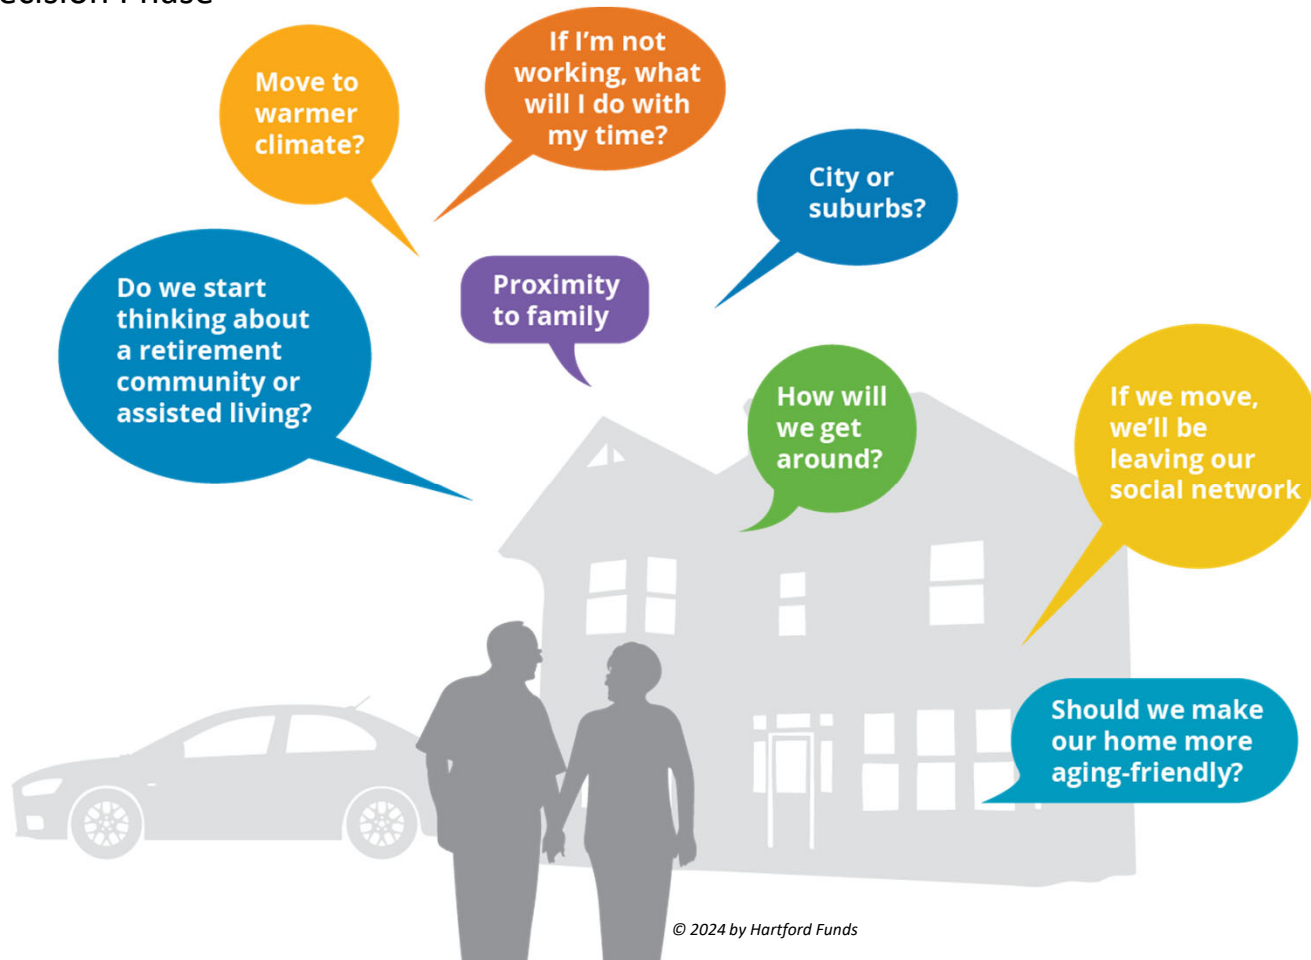 ecision Phase
If I'm not
working, what
will I do with
my time?
Move to
warmer
climate?
City or
suburbs?
Do we start
thinking about
a retirement
community or
assisted living?
Proximity
to family
How will
we get
around?
If we move,
we'll be
leaving our
social network
Should we make
our home more
aging-friendly?
© 2024 by Hartford Funds